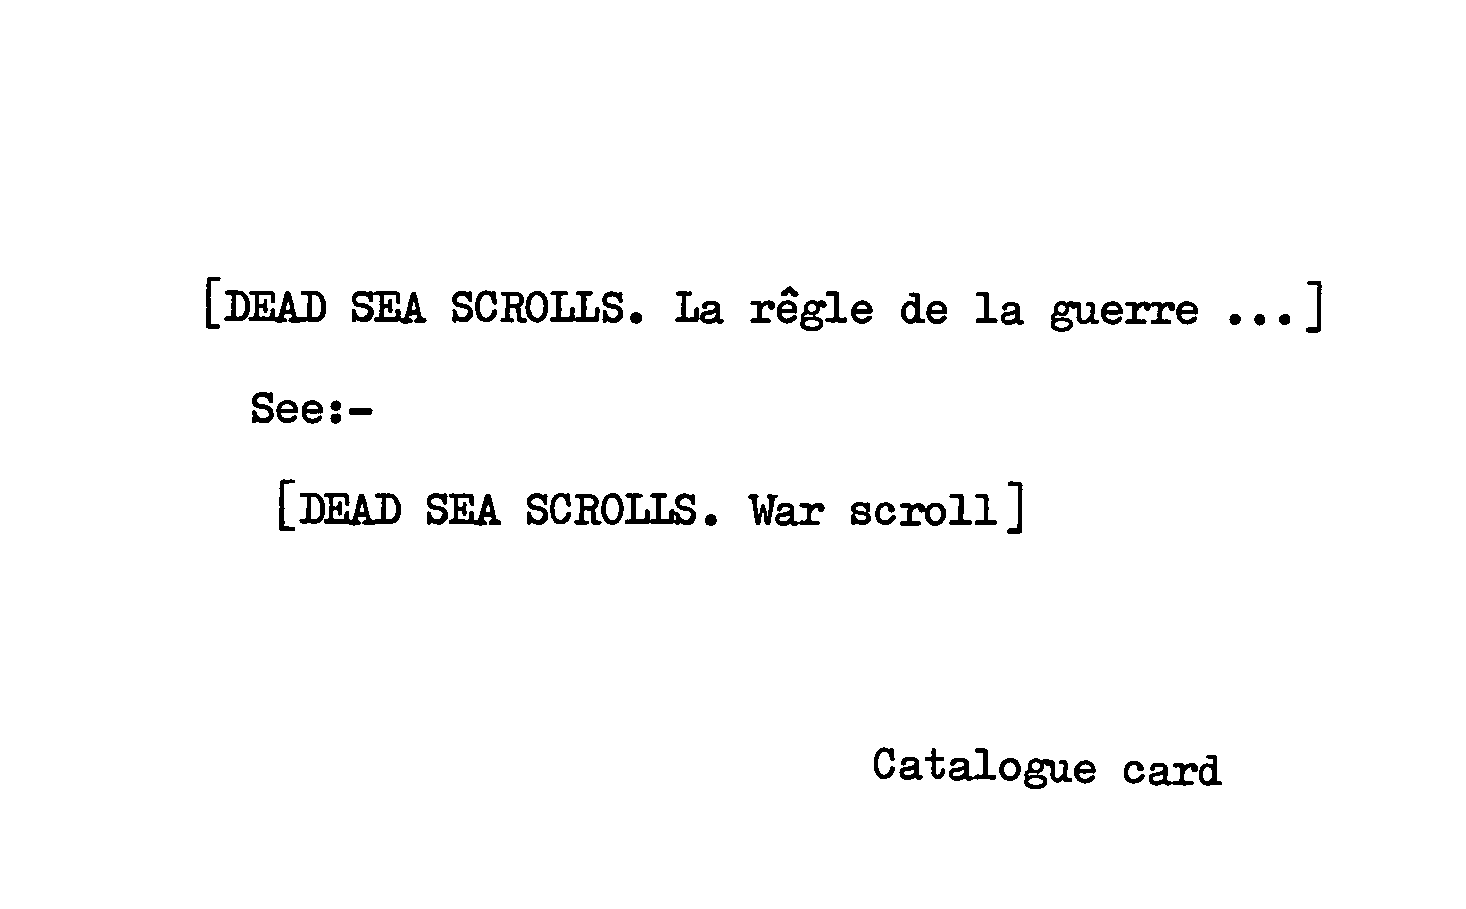 [DEAD SEA SCROLLS. La rêgle de la guerre ...]
See:-
[DEAD SEA SCROLLS. War scroll]
Catalogue card